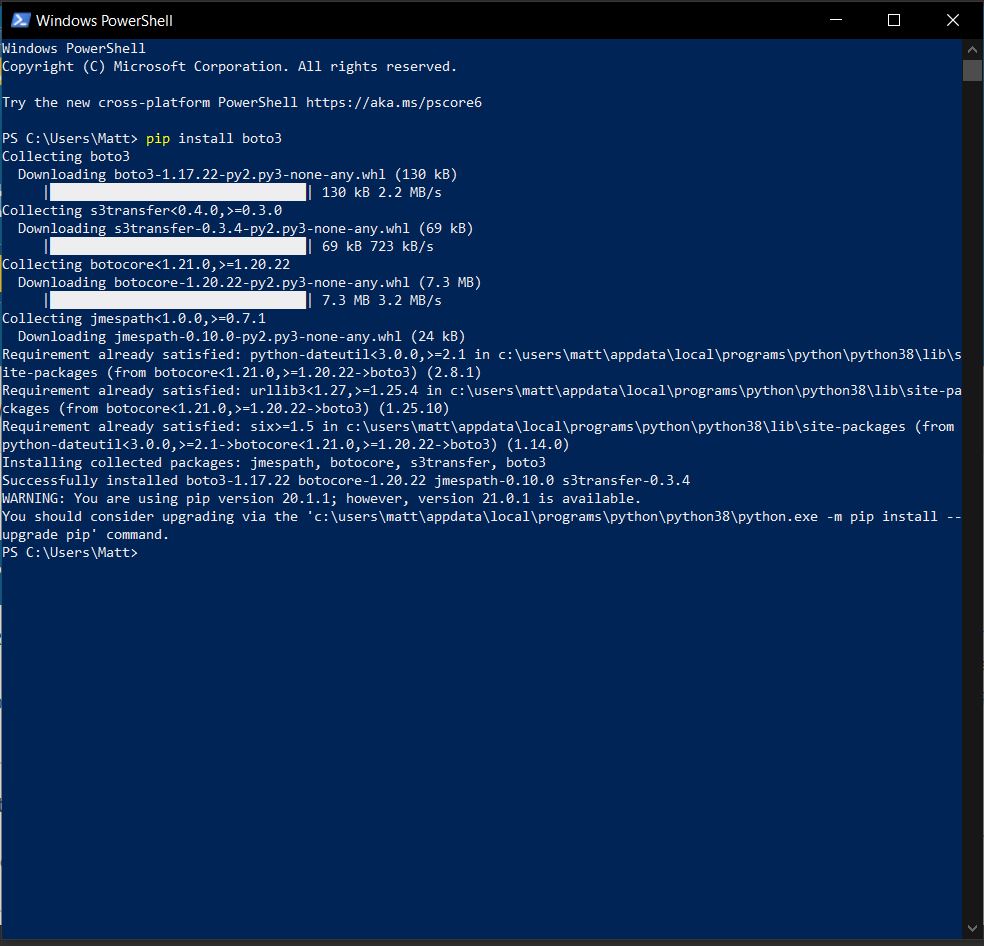 Windows PowerShell
Windows PowerShell
Copyright (C) Microsoft Corporation. All rights reserved.
Try the new cross-platform PowerShell https://aka.ms/pscore6
PS C:\Users\Matt> pip install boto3
Collecting boto3
  Downloading boto3-1.17.22-py2.py3-none-any.whl (130 kB)
     |████████████████████████████████| 130 kB 2.2 MB/s
Collecting s3transfer<0.4.0,>=0.3.0
  Downloading s3transfer-0.3.4-py2.py3-none-any.whl (69 kB)
     |████████████████████████████████| 69 kB 723 kB/s
Collecting botocore<1.21.0,>=1.20.22
  Downloading botocore-1.20.22-py2.py3-none-any.whl (7.3 MB)
     |████████████████████████████████| 7.3 MB 3.2 MB/s
Collecting jmespath<1.0.0,>=0.7.1
  Downloading jmespath-0.10.0-py2.py3-none-any.whl (24 kB)
Requirement already satisfied: python-dateutil<3.0.0,>=2.1 in c:\users\matt\appdata\local\programs\python\python38\lib\s
ite-packages (from botocore<1.21.0,>=1.20.22->boto3) (2.8.1)
Requirement already satisfied: urllib3<1.27,>=1.25.4 in c:\users\matt\appdata\local\programs\python\python38\lib\site-pa
ckages (from botocore<1.21.0,>=1.20.22->boto3) (1.25.10)
Requirement already satisfied: six>=1.5 in c:\users\matt\appdata\local\programs\python\python38\lib\site-packages (from
python-dateutil<3.0.0,>=2.1->botocore<1.21.0,>=1.20.22->boto3) (1.14.0)
Installing collected packages: jmespath, botocore, s3transfer, boto3
Successfully installed boto3-1.17.22 botocore-1.20.22 jmespath-0.10.0 s3transfer-0.3.4
WARNING: You are using pip version 20.1.1; however, version 21.0.1 is available.
You should consider upgrading via the 'c:\users\matt\appdata\local\programs\python\python38\python.exe -m pip install --
upgrade pip' command.
PS C:\Users\Matt>